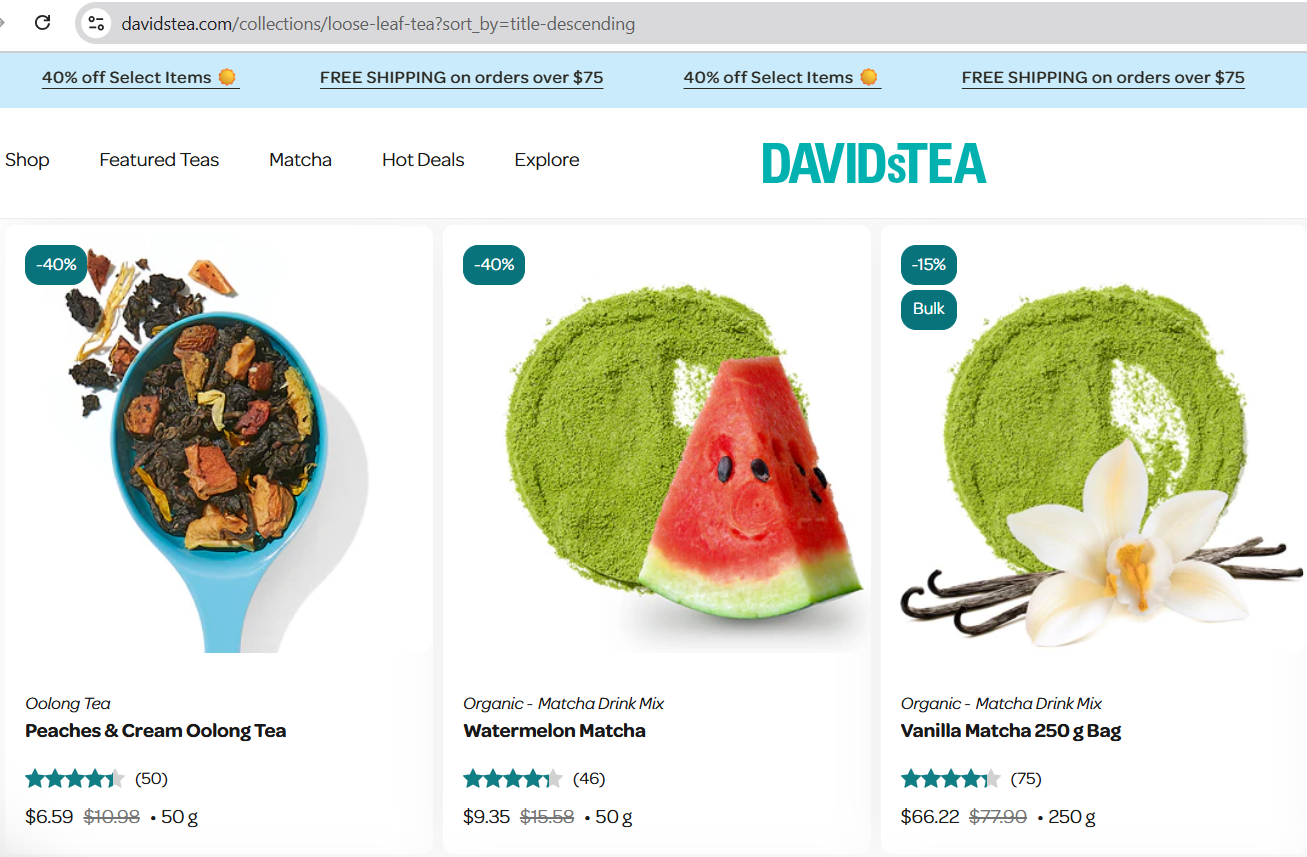 davidstea.com/collections/loose-leaf-tea?sort_by=title-descending
40% off Select Items FREE SHIPPING on orders over $75 40% off Select Items FREE SHIPPING on orders over $75
Shop Featured Teas Matcha Hot Deals Explore DAVIDsTEA
-40%
Oolong Tea
Peaches & Cream Oolong Tea
(50)
$6.59 $10.98 • 50 g
-40%
Organic - Matcha Drink Mix
Watermelon Matcha
(46)
$9.35 $15.58 • 50 g
-15%
Bulk
Organic - Matcha Drink Mix
Vanilla Matcha 250 g Bag
(75)
$66.22 $77.90 • 250 g